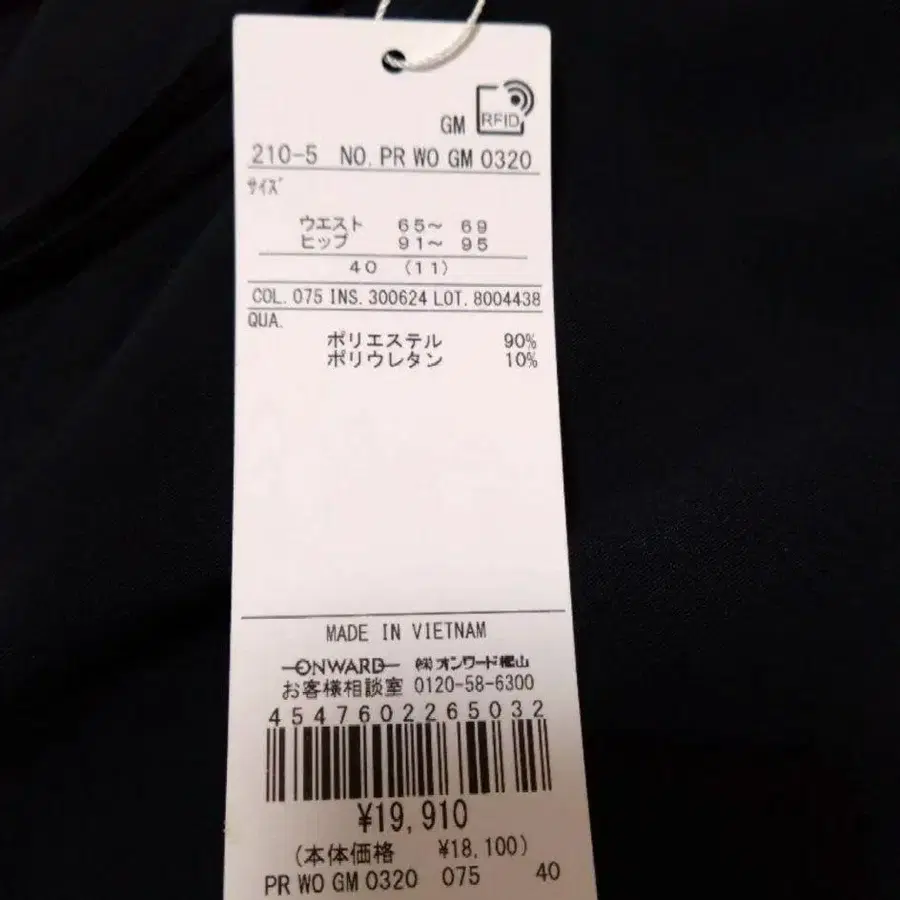 GM RFID
210-5 NO. PR WO GM 0320
サイズ
ウエスト 65~ 69
ヒップ 91~ 95
40 (11)
COL. 075 INS. 300624 LOT. 8004438
QUA.
ポリエステル 90%
ポリウレタン 10%
MADE IN VIETNAM
ONWARD ㈱オンワード樫山
お客様相談室 0120-58-6300
4547602265032
¥19,910
(本体価格 ¥18,100)
PR WO GM 0320 075 40